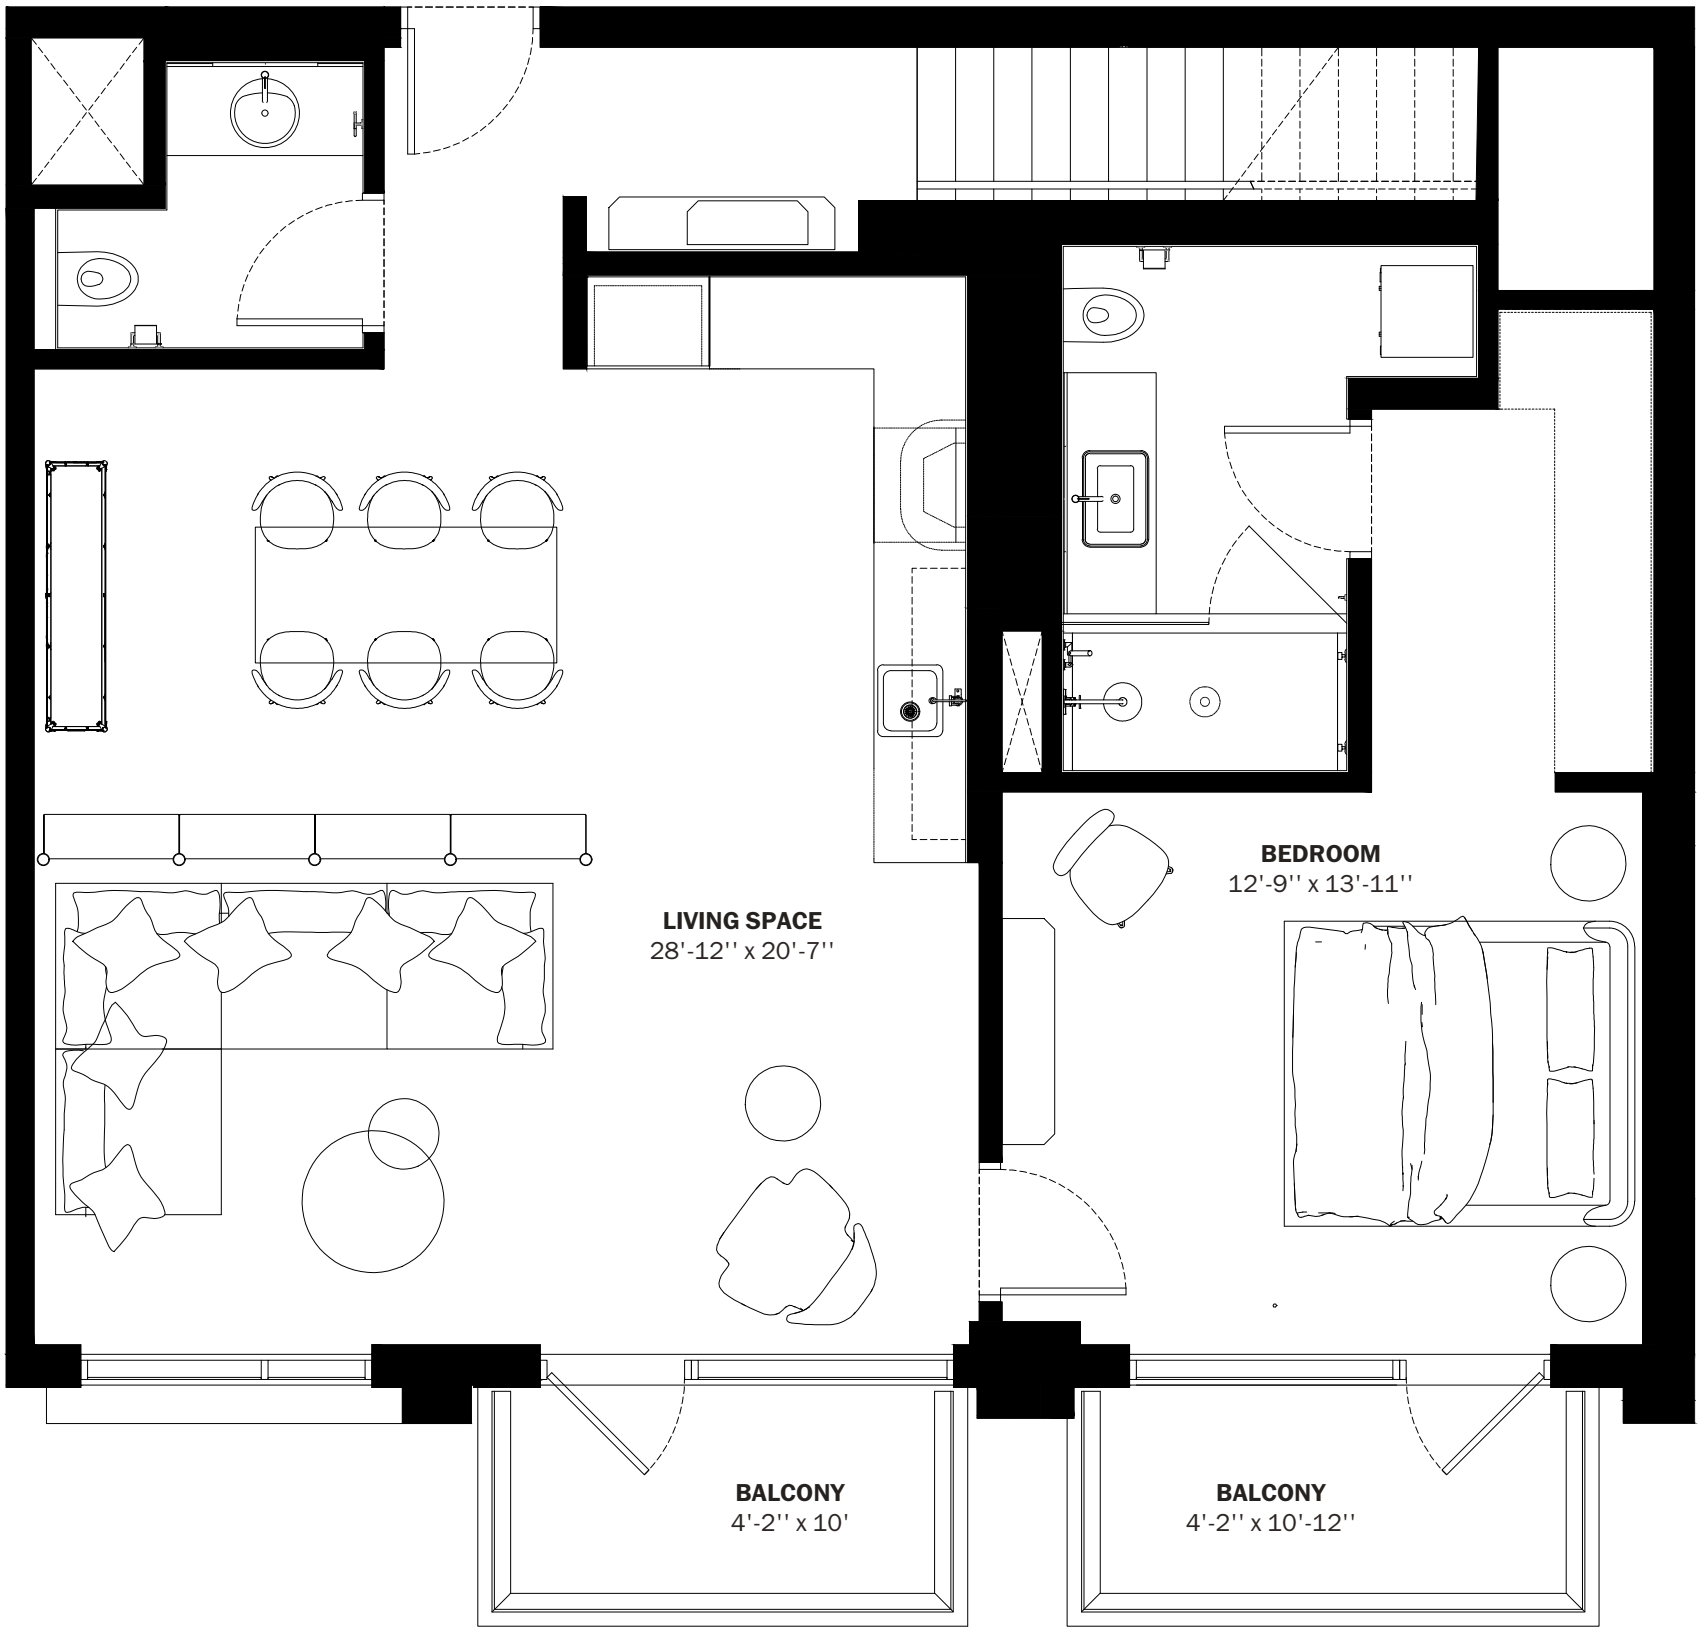 BEDROOM
12'-9'' x 13'-11''
LIVING SPACE
28'-12'' x 20'-7''
BALCONY
4'-2'' x 10'
BALCONY
4'-2'' x 10'-12''